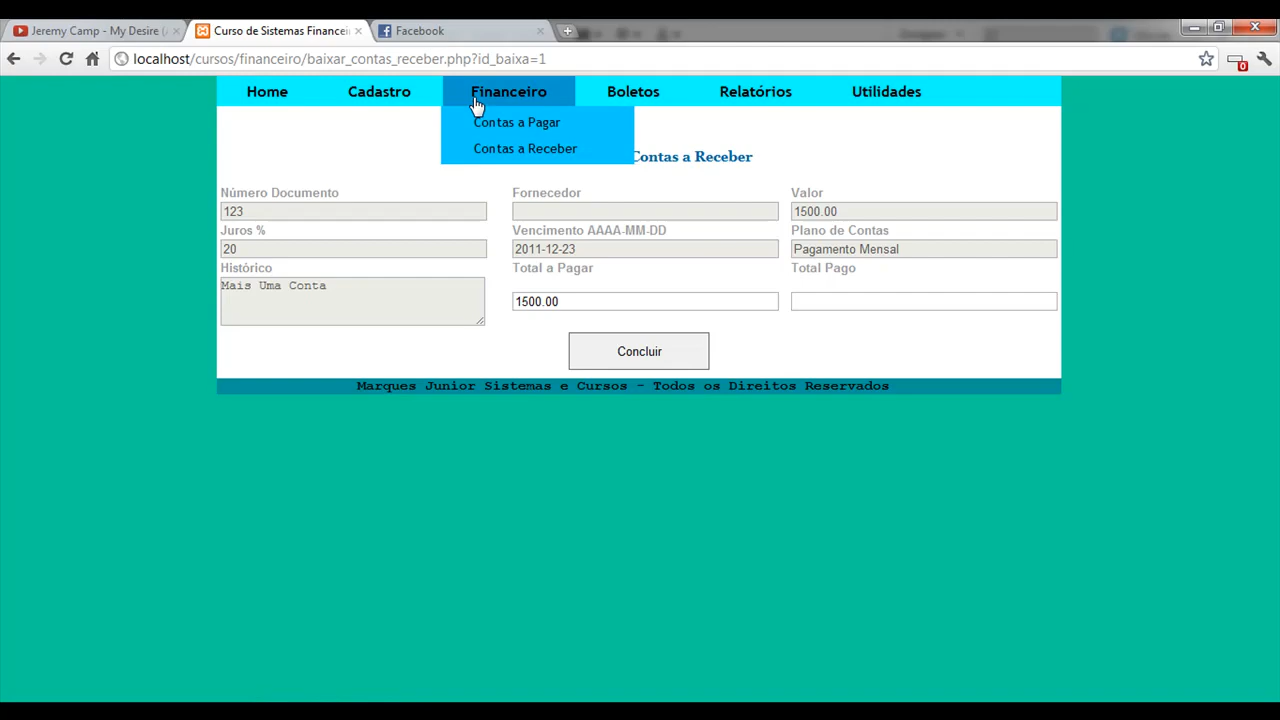 Jeremy Camp - My Desire (
Curso de Sistemas Financei
Facebook
localhost/cursos/financeiro/baixar_contas_receber.php?id_baixa=1
0
Home Cadastro Financeiro Boletos Relatórios Utilidades
Contas a Pagar
Contas a Receber
Contas a Receber
Número Documento Fornecedor Valor
123 1500.00
Juros % Vencimento AAAA-MM-DD Plano de Contas
20 2011-12-23 Pagamento Mensal
Histórico Total a Pagar Total Pago
Mais Uma Conta
1500.00
Concluir
Marques Junior Sistemas e Cursos - Todos os Direitos Reservados